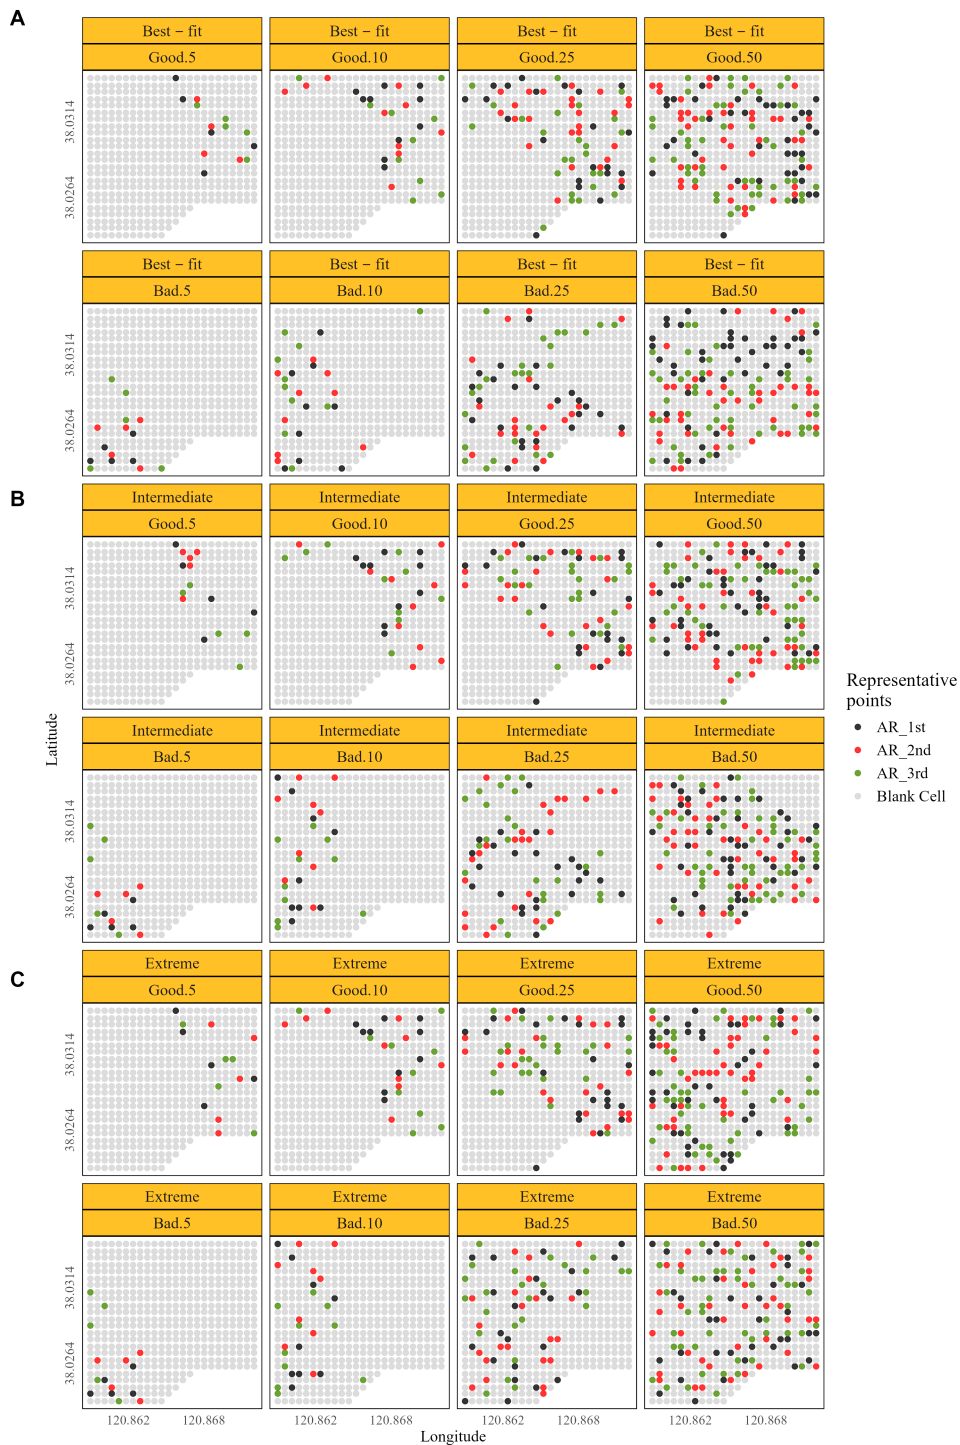 A
Best − fit Best − fit Best − fit Best − fit
Good.5 Good.10 Good.25 Good.50
38.0314
38.0264
Best − fit Best − fit Best − fit Best − fit
Bad.5 Bad.10 Bad.25 Bad.50
38.0314
38.0264
B
Intermediate Intermediate Intermediate Intermediate
Good.5 Good.10 Good.25 Good.50
38.0314
38.0264
Latitude
Intermediate Intermediate Intermediate Intermediate
Bad.5 Bad.10 Bad.25 Bad.50
38.0314
38.0264
Representative
points
AR_1st
AR_2nd
AR_3rd
Blank Cell
C
Extreme Extreme Extreme Extreme
Good.5 Good.10 Good.25 Good.50
38.0314
38.0264
Extreme Extreme Extreme Extreme
Bad.5 Bad.10 Bad.25 Bad.50
38.0314
38.0264
120.862 120.868 120.862 120.868 120.862 120.868 120.862 120.868
Longitude